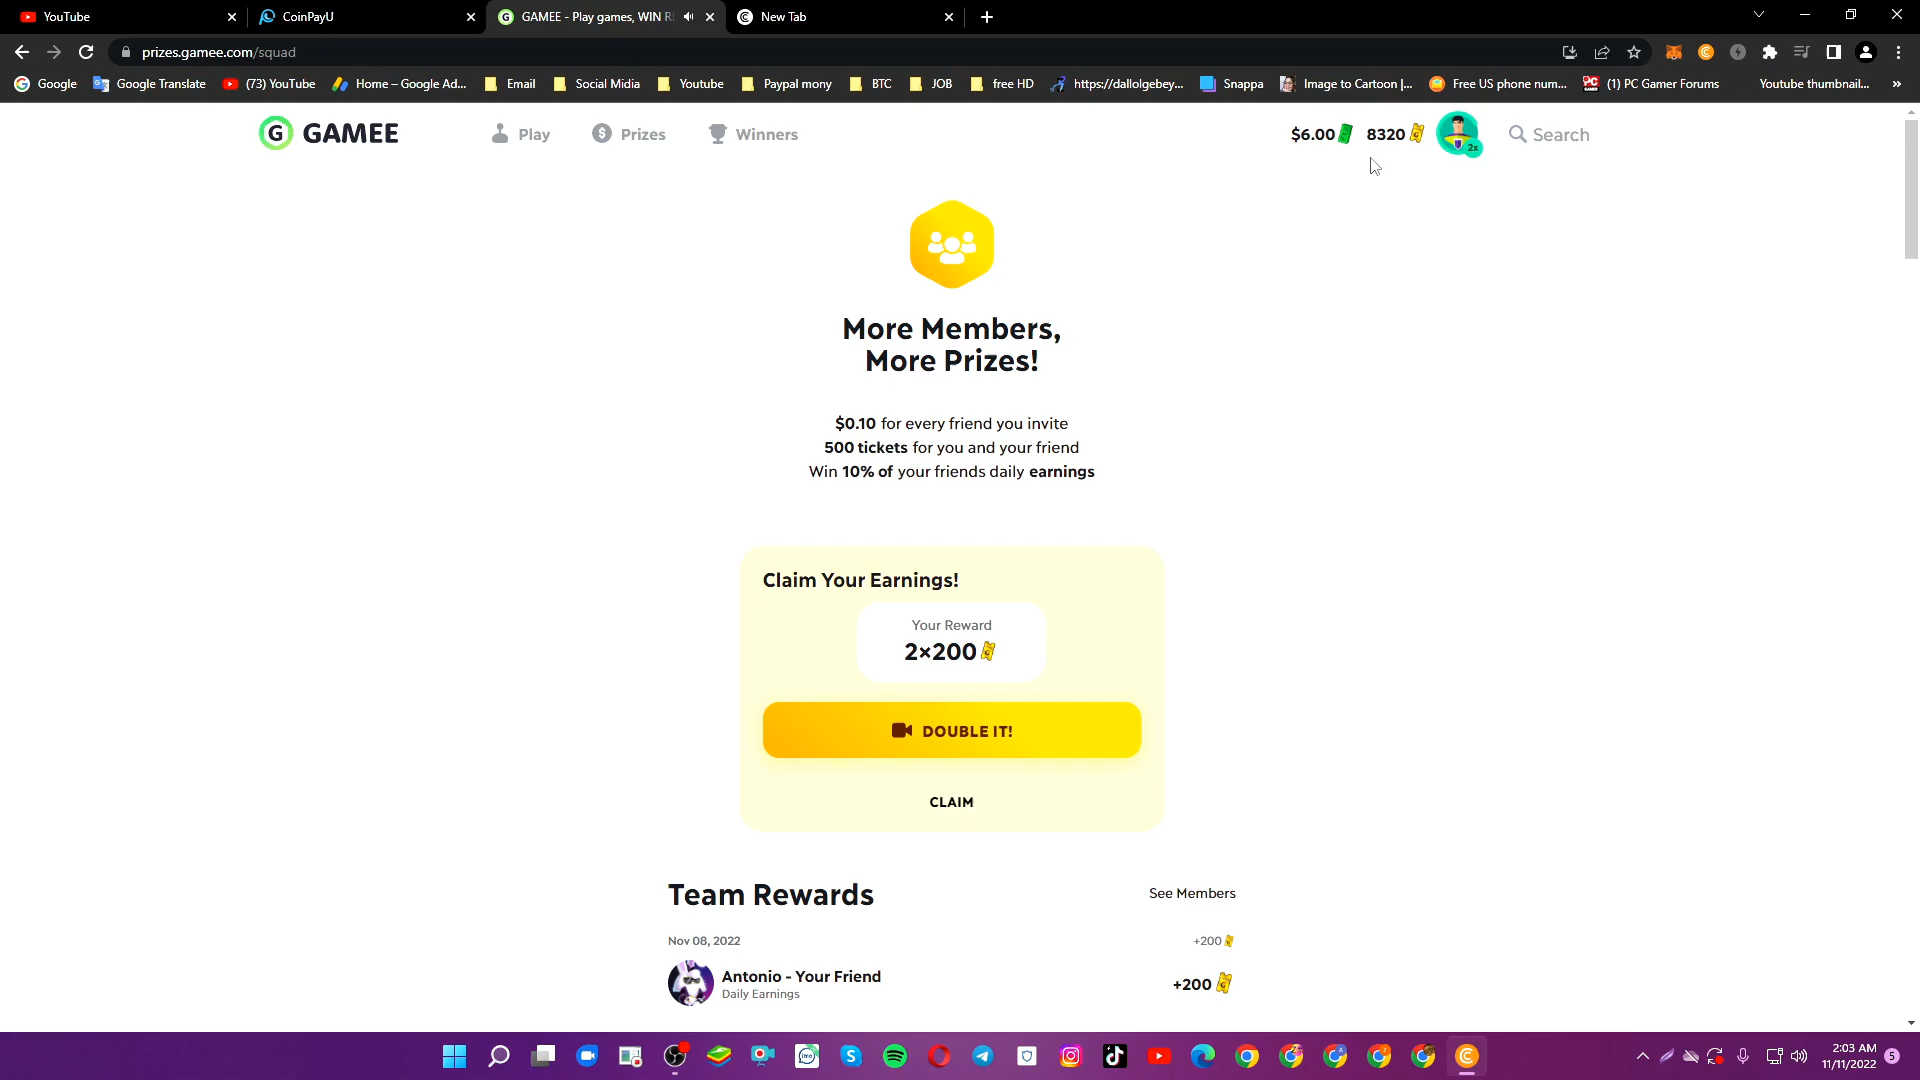 YouTube
CoinPayU
GAMEE - Play games, WIN R
New Tab
prizes.gamee.com/squad
Google
Google Translate
(73) YouTube
Home – Google Ad...
Email
Social Midia
Youtube
Paypal mony
BTC
JOB
free HD
https://dallolgebey...
Snappa
Image to Cartoon |...
Free US phone num...
(1) PC Gamer Forums
Youtube thumbnail...
»
G GAMEE
Play
Prizes
Winners
$6.00
8320
2x
Search
More Members,
More Prizes!
$0.10 for every friend you invite
500 tickets for you and your friend
Win 10% of your friends daily earnings
Claim Your Earnings!
Your Reward
2×200
DOUBLE IT!
CLAIM
Team Rewards
See Members
Nov 08, 2022
+200
Antonio - Your Friend
Daily Earnings
+200
2:03 AM
11/11/2022
5